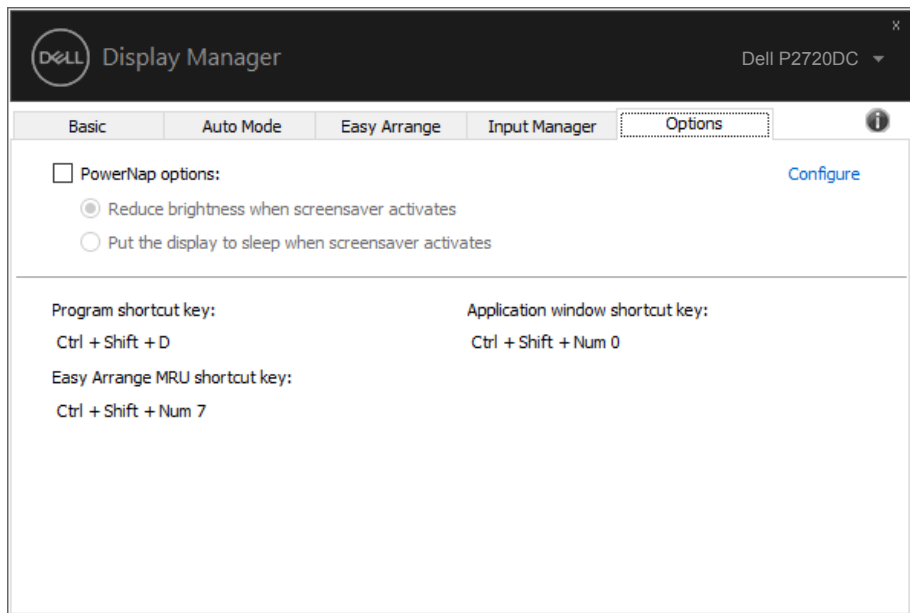 x
DELL Display Manager
Dell P2720DC
Basic Auto Mode Easy Arrange Input Manager Options
PowerNap options: Configure
Reduce brightness when screensaver activates
Put the display to sleep when screensaver activates
Program shortcut key: Application window shortcut key:
Ctrl + Shift + D Ctrl + Shift + Num 0
Easy Arrange MRU shortcut key:
Ctrl + Shift + Num 7